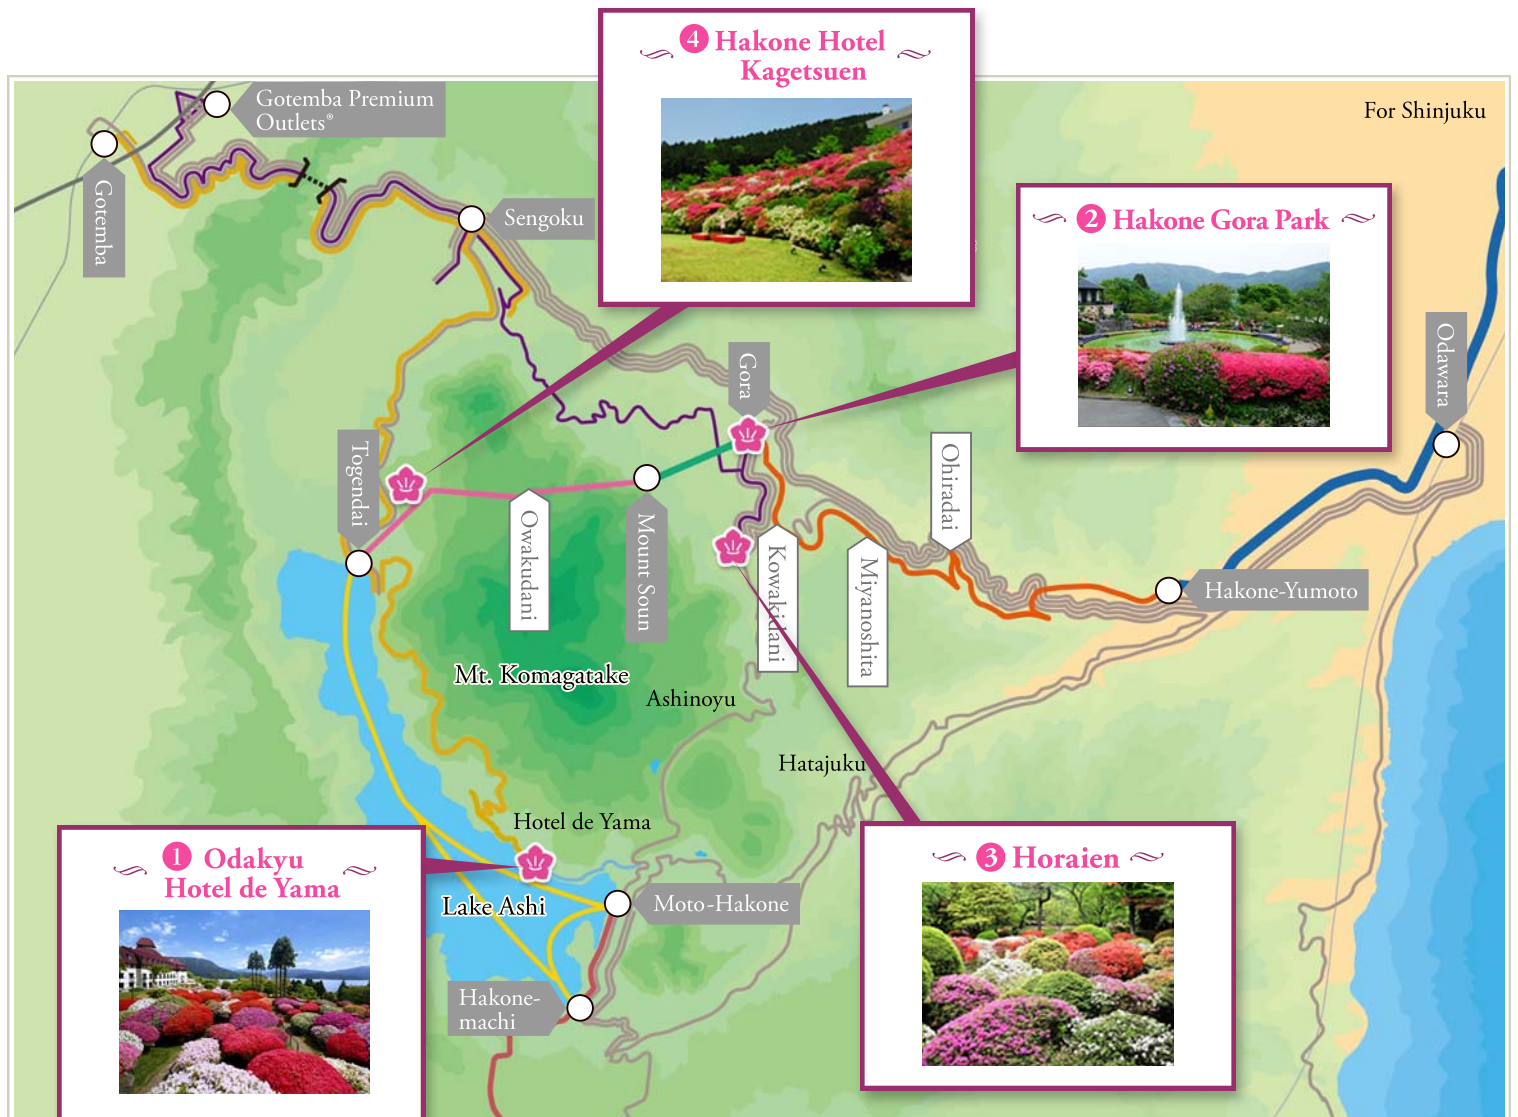 4 Hakone Hotel
Kagetsuen
Gotemba Premium
Outlets®
For Shinjuku
Gotemba
Sengoku
2 Hakone Gora Park
Gora
Odawara
Togendai
Ohiradai
Owakudani
Mount Soun
Kowakidani
Miyanoshita
Hakone-Yumoto
Mt. Komagatake
Ashinoyu
Hatajuku
Hotel de Yama
1 Odakyu
Hotel de Yama
3 Horaien
Lake Ashi
Moto-Hakone
Hakone-
machi